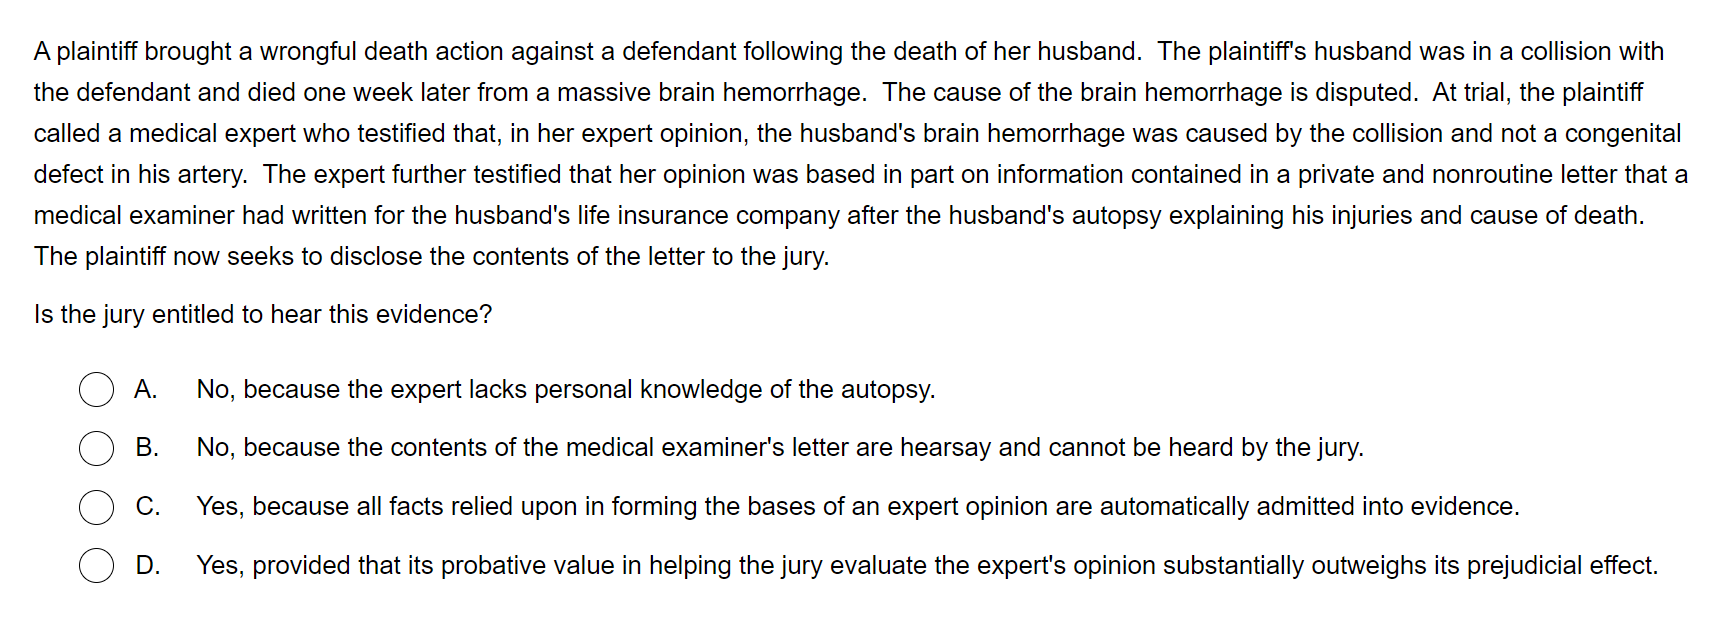 A plaintiff brought a wrongful death action against a defendant following the death of her husband.  The plaintiff's husband was in a collision with
the defendant and died one week later from a massive brain hemorrhage.  The cause of the brain hemorrhage is disputed.  At trial, the plaintiff
called a medical expert who testified that, in her expert opinion, the husband's brain hemorrhage was caused by the collision and not a congenital
defect in his artery.  The expert further testified that her opinion was based in part on information contained in a private and nonroutine letter that a
medical examiner had written for the husband's life insurance company after the husband's autopsy explaining his injuries and cause of death.
The plaintiff now seeks to disclose the contents of the letter to the jury.
Is the jury entitled to hear this evidence?
A. No, because the expert lacks personal knowledge of the autopsy.
B. No, because the contents of the medical examiner's letter are hearsay and cannot be heard by the jury.
C. Yes, because all facts relied upon in forming the bases of an expert opinion are automatically admitted into evidence.
D. Yes, provided that its probative value in helping the jury evaluate the expert's opinion substantially outweighs its prejudicial effect.